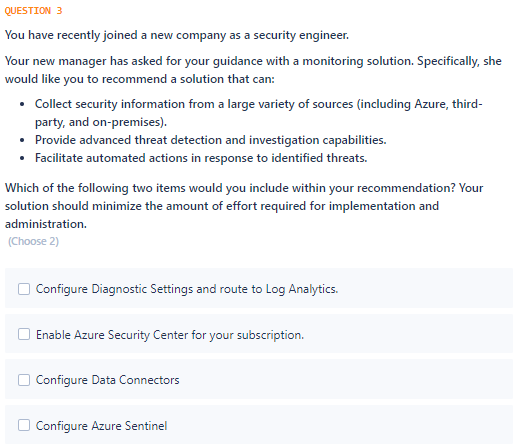 QUESTION 3
You have recently joined a new company as a security engineer.
Your new manager has asked for your guidance with a monitoring solution. Specifically, she
would like you to recommend a solution that can:
• Collect security information from a large variety of sources (including Azure, third-
party, and on-premises).
• Provide advanced threat detection and investigation capabilities.
• Facilitate automated actions in response to identified threats.
Which of the following two items would you include within your recommendation? Your
solution should minimize the amount of effort required for implementation and
administration.
(Choose 2)
Configure Diagnostic Settings and route to Log Analytics.
Enable Azure Security Center for your subscription.
Configure Data Connectors
Configure Azure Sentinel